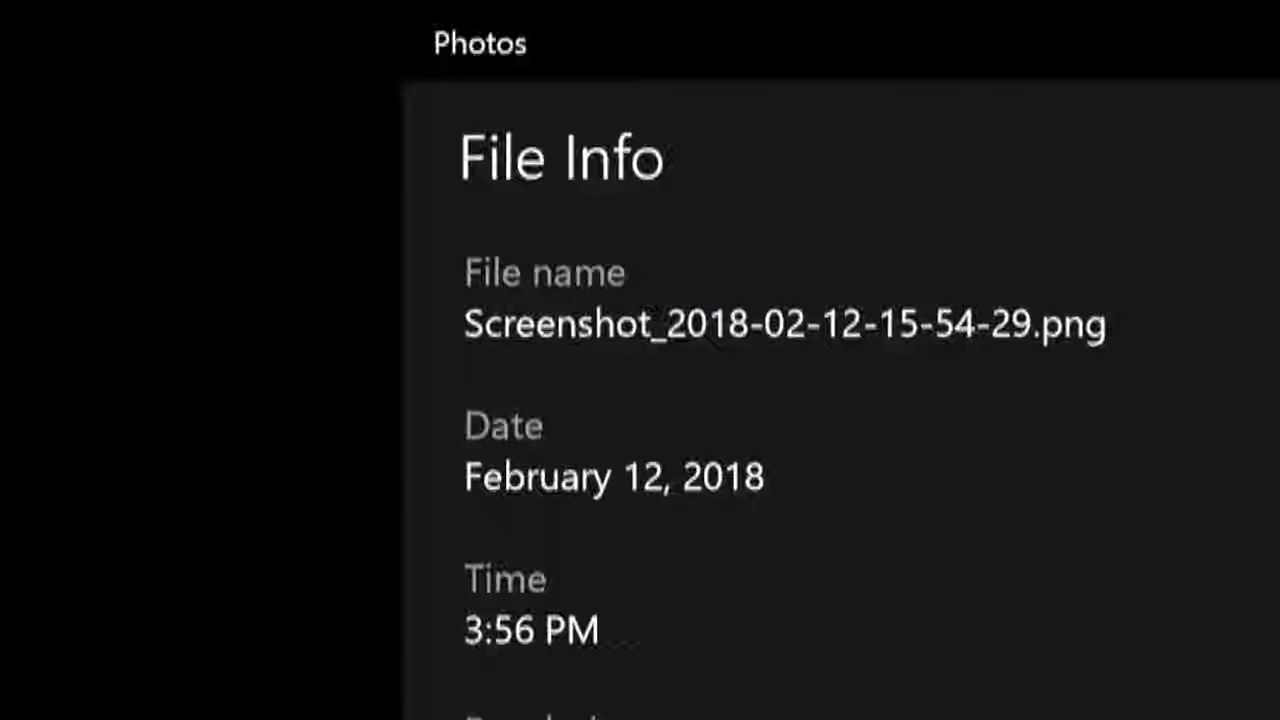 Photos
File Info
File name
Screenshot_2018-02-12-15-54-29.png
Date
February 12, 2018
Time
3:56 PM